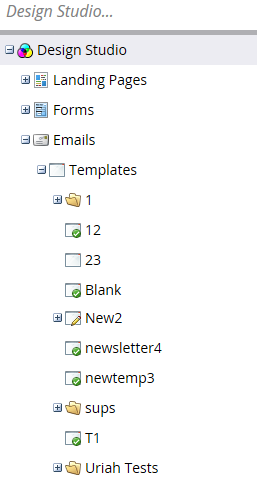 Design Studio...
Design Studio
Landing Pages
Forms
Emails
Templates
1
12
23
Blank
New2
newsletter4
newtemp3
sups
T1
Uriah Tests